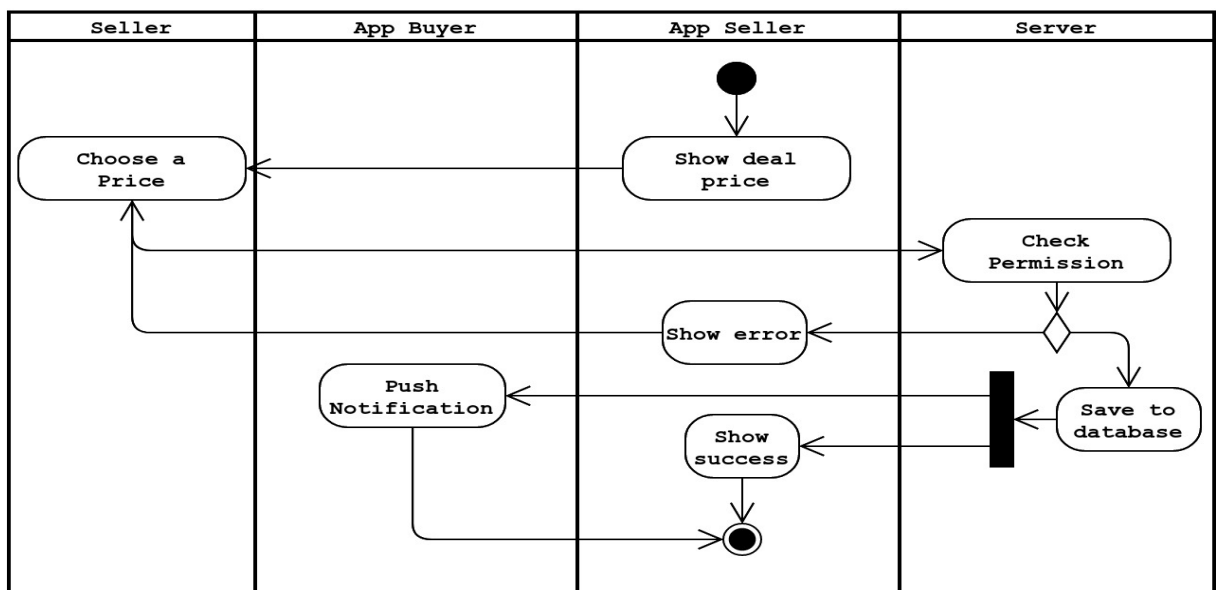 Seller
App Buyer
App Seller
Server
Show deal
price
Choose a
Price
Check
Permission
Show error
Push
Notification
Save to
database
Show
success